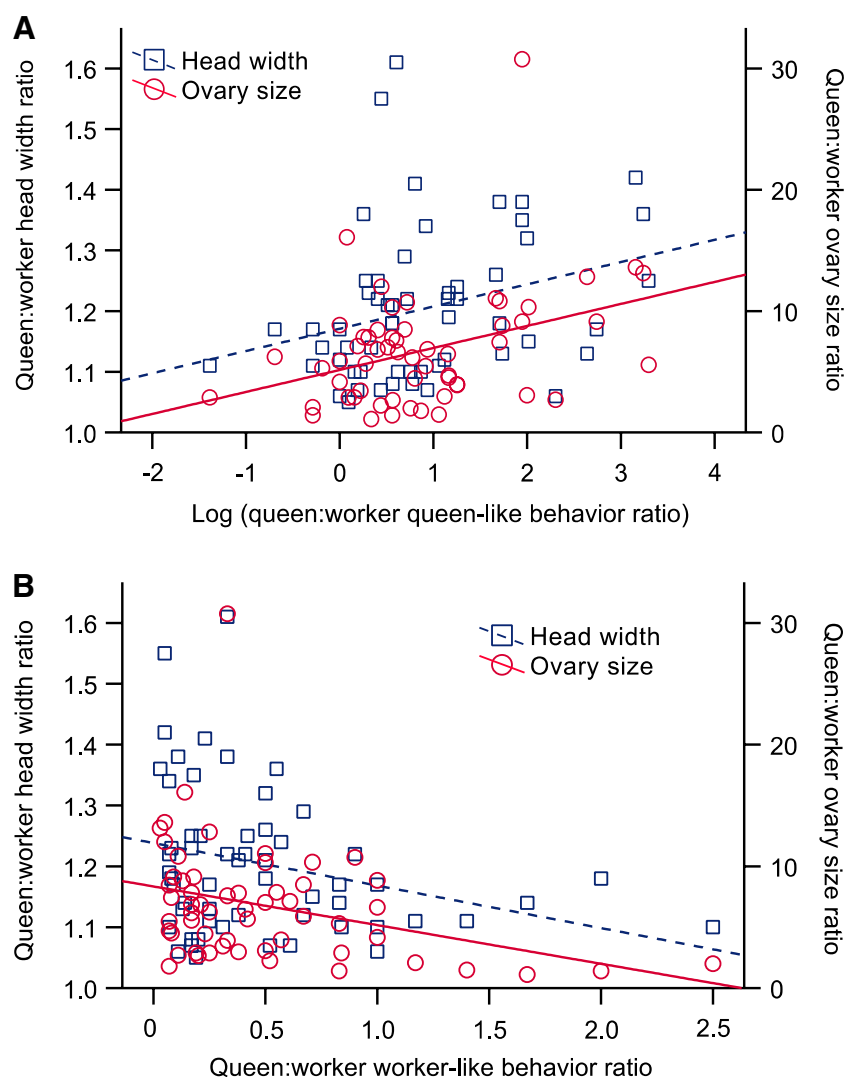 A
Head width
Ovary size
Queen:worker head width ratio
1.6
1.5
1.4
1.3
1.2
1.1
1.0
30
20
10
0
Queen:worker ovary size ratio
-2 -1 0 1 2 3 4
Log (queen:worker queen-like behavior ratio)
B
Head width
Ovary size
Queen:worker head width ratio
1.6
1.5
1.4
1.3
1.2
1.1
1.0
30
20
10
0
Queen:worker ovary size ratio
0 0.5 1.0 1.5 2.0 2.5
Queen:worker worker-like behavior ratio